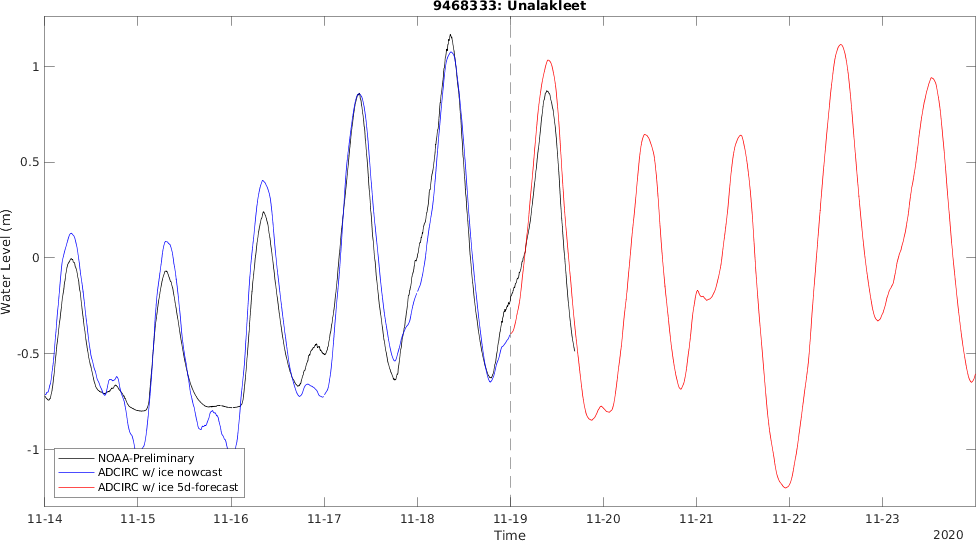 9468333: Unalakleet
Water Level (m)
1
0.5
0
-0.5
-1
NOAA-Preliminary
ADCIRC w/ ice nowcast
ADCIRC w/ ice 5d-forecast
11-14 11-15 11-16 11-17 11-18 11-19 11-20 11-21 11-22 11-23
Time
2020